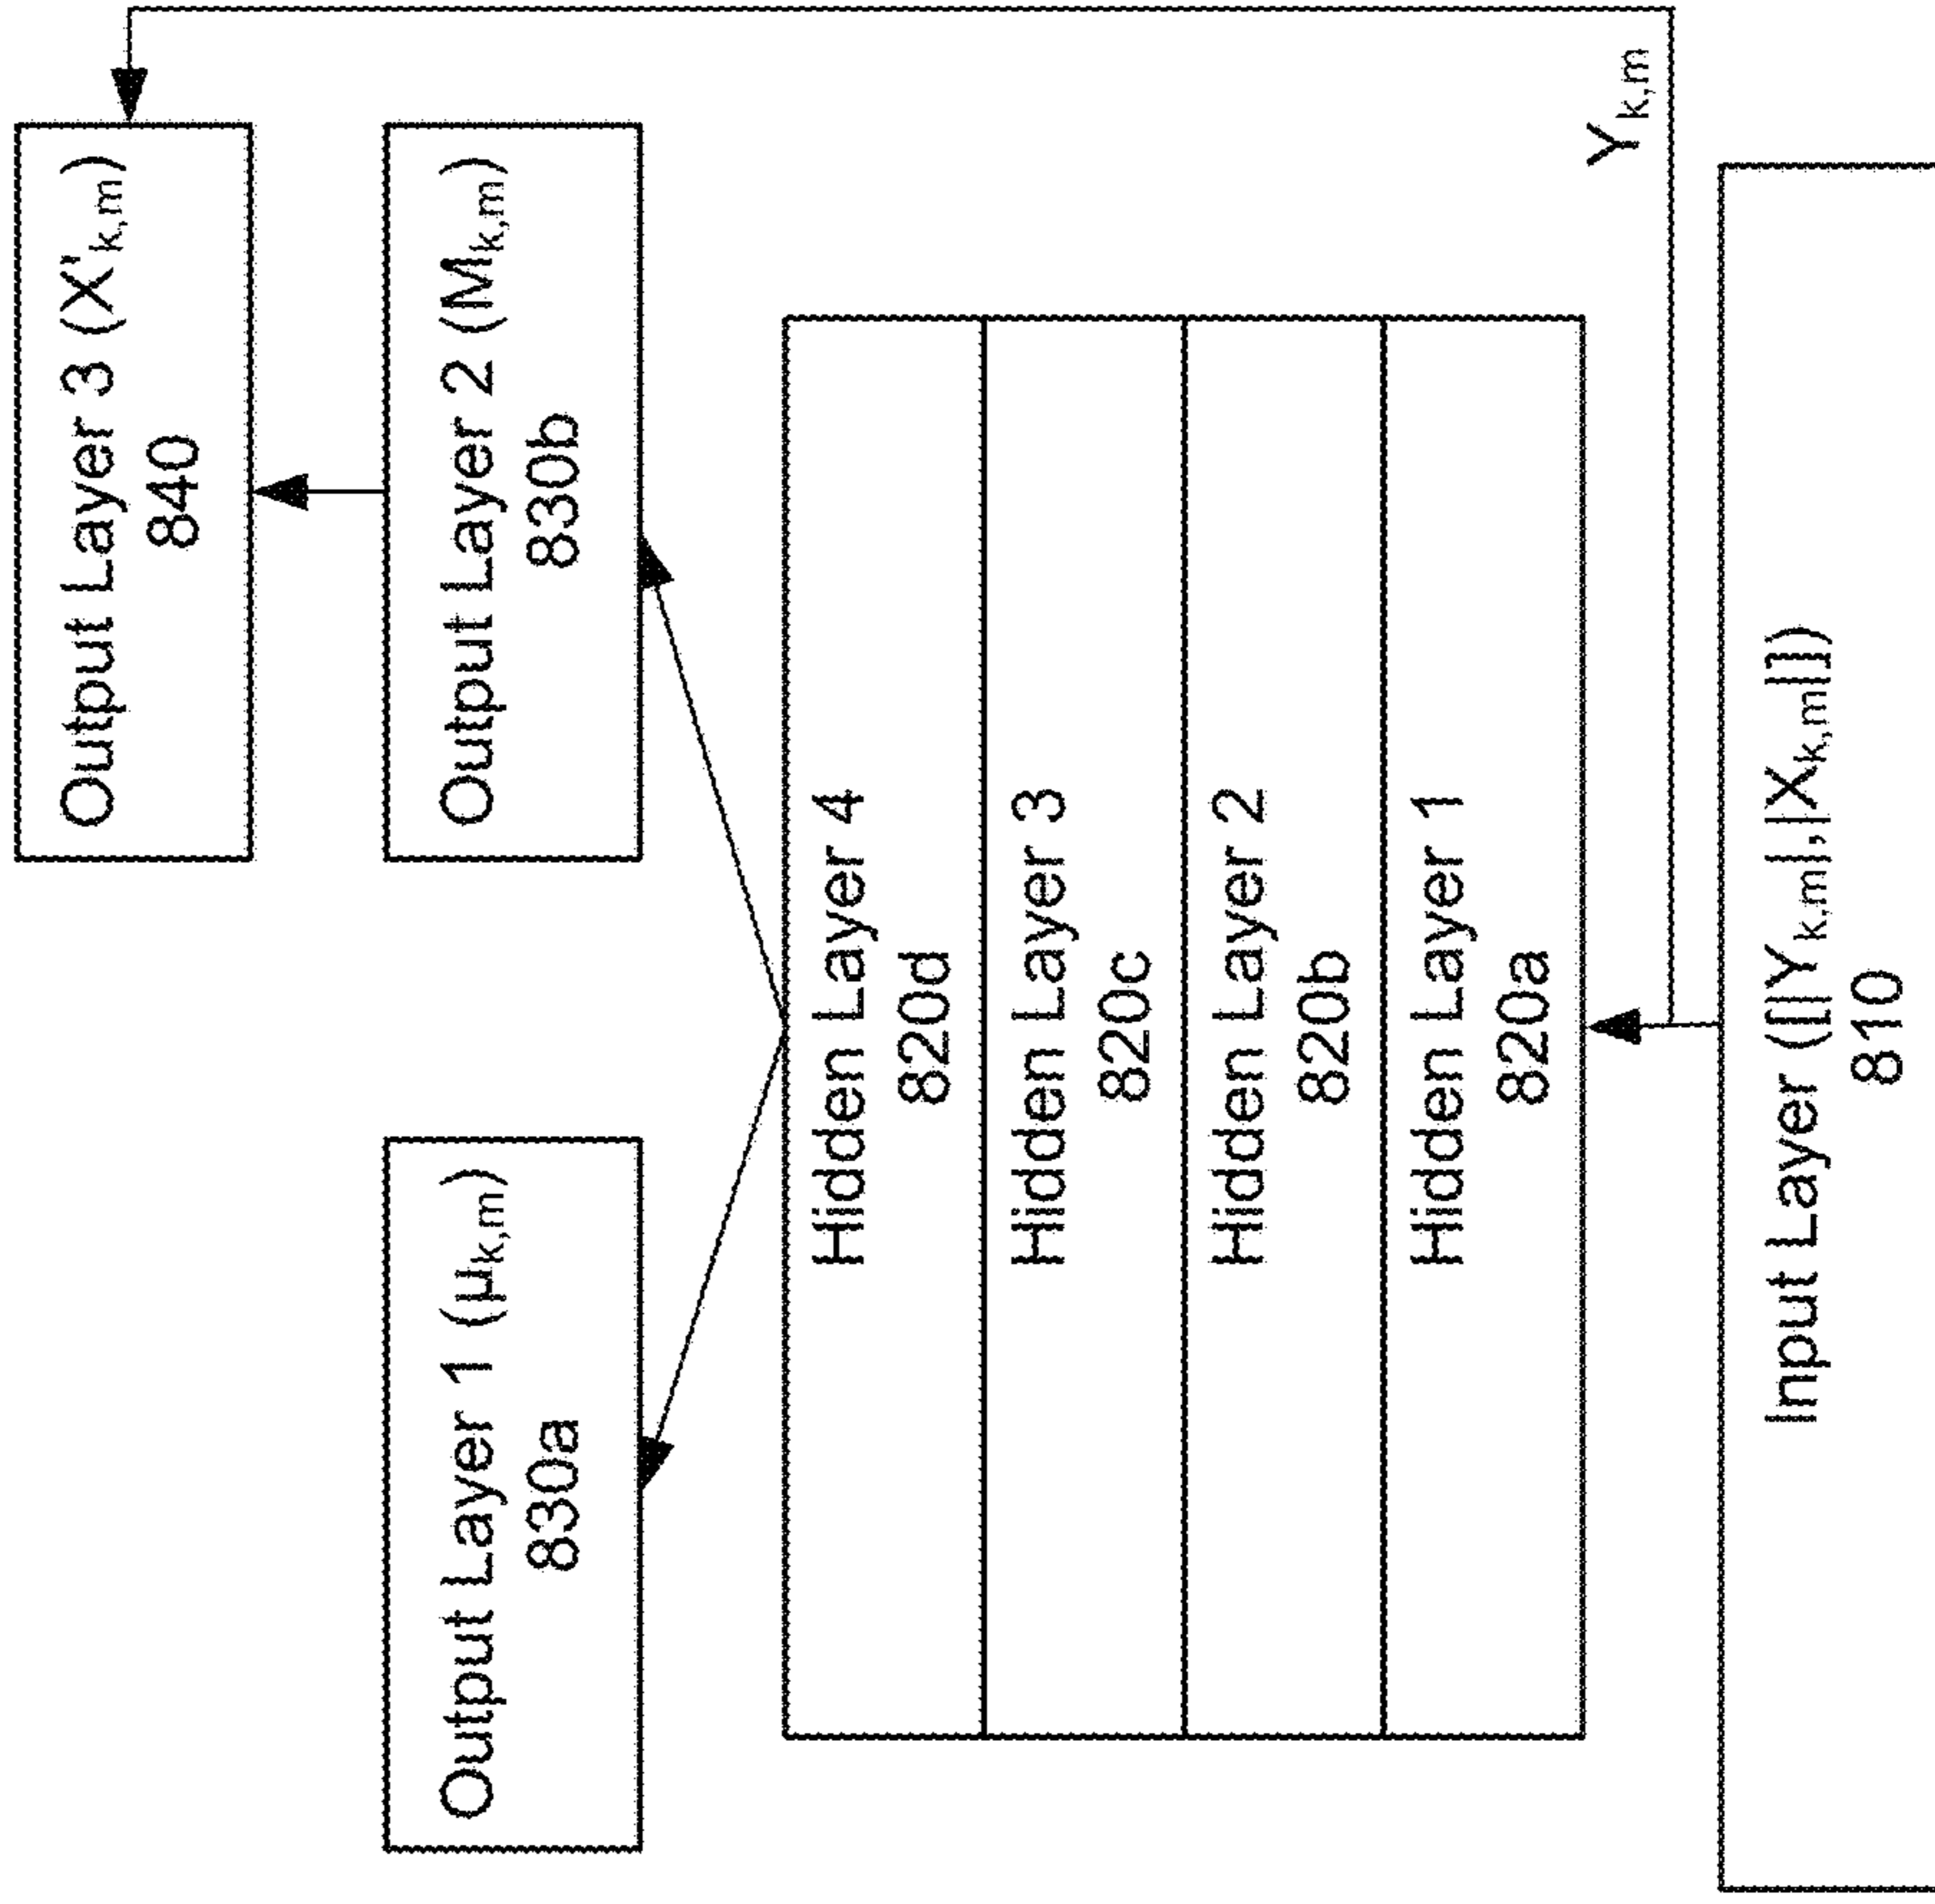 Output Layer 3 (X'k,m)
840
Output Layer 1 (μk,m)
830a
Output Layer 2 (Mk,m)
830b
Hidden Layer 4
820d
Hidden Layer 3
820c
Hidden Layer 2
820b
Hidden Layer 1
820a
Yk,m
Input Layer ([|Yk,m|,|Xk,m|])
810